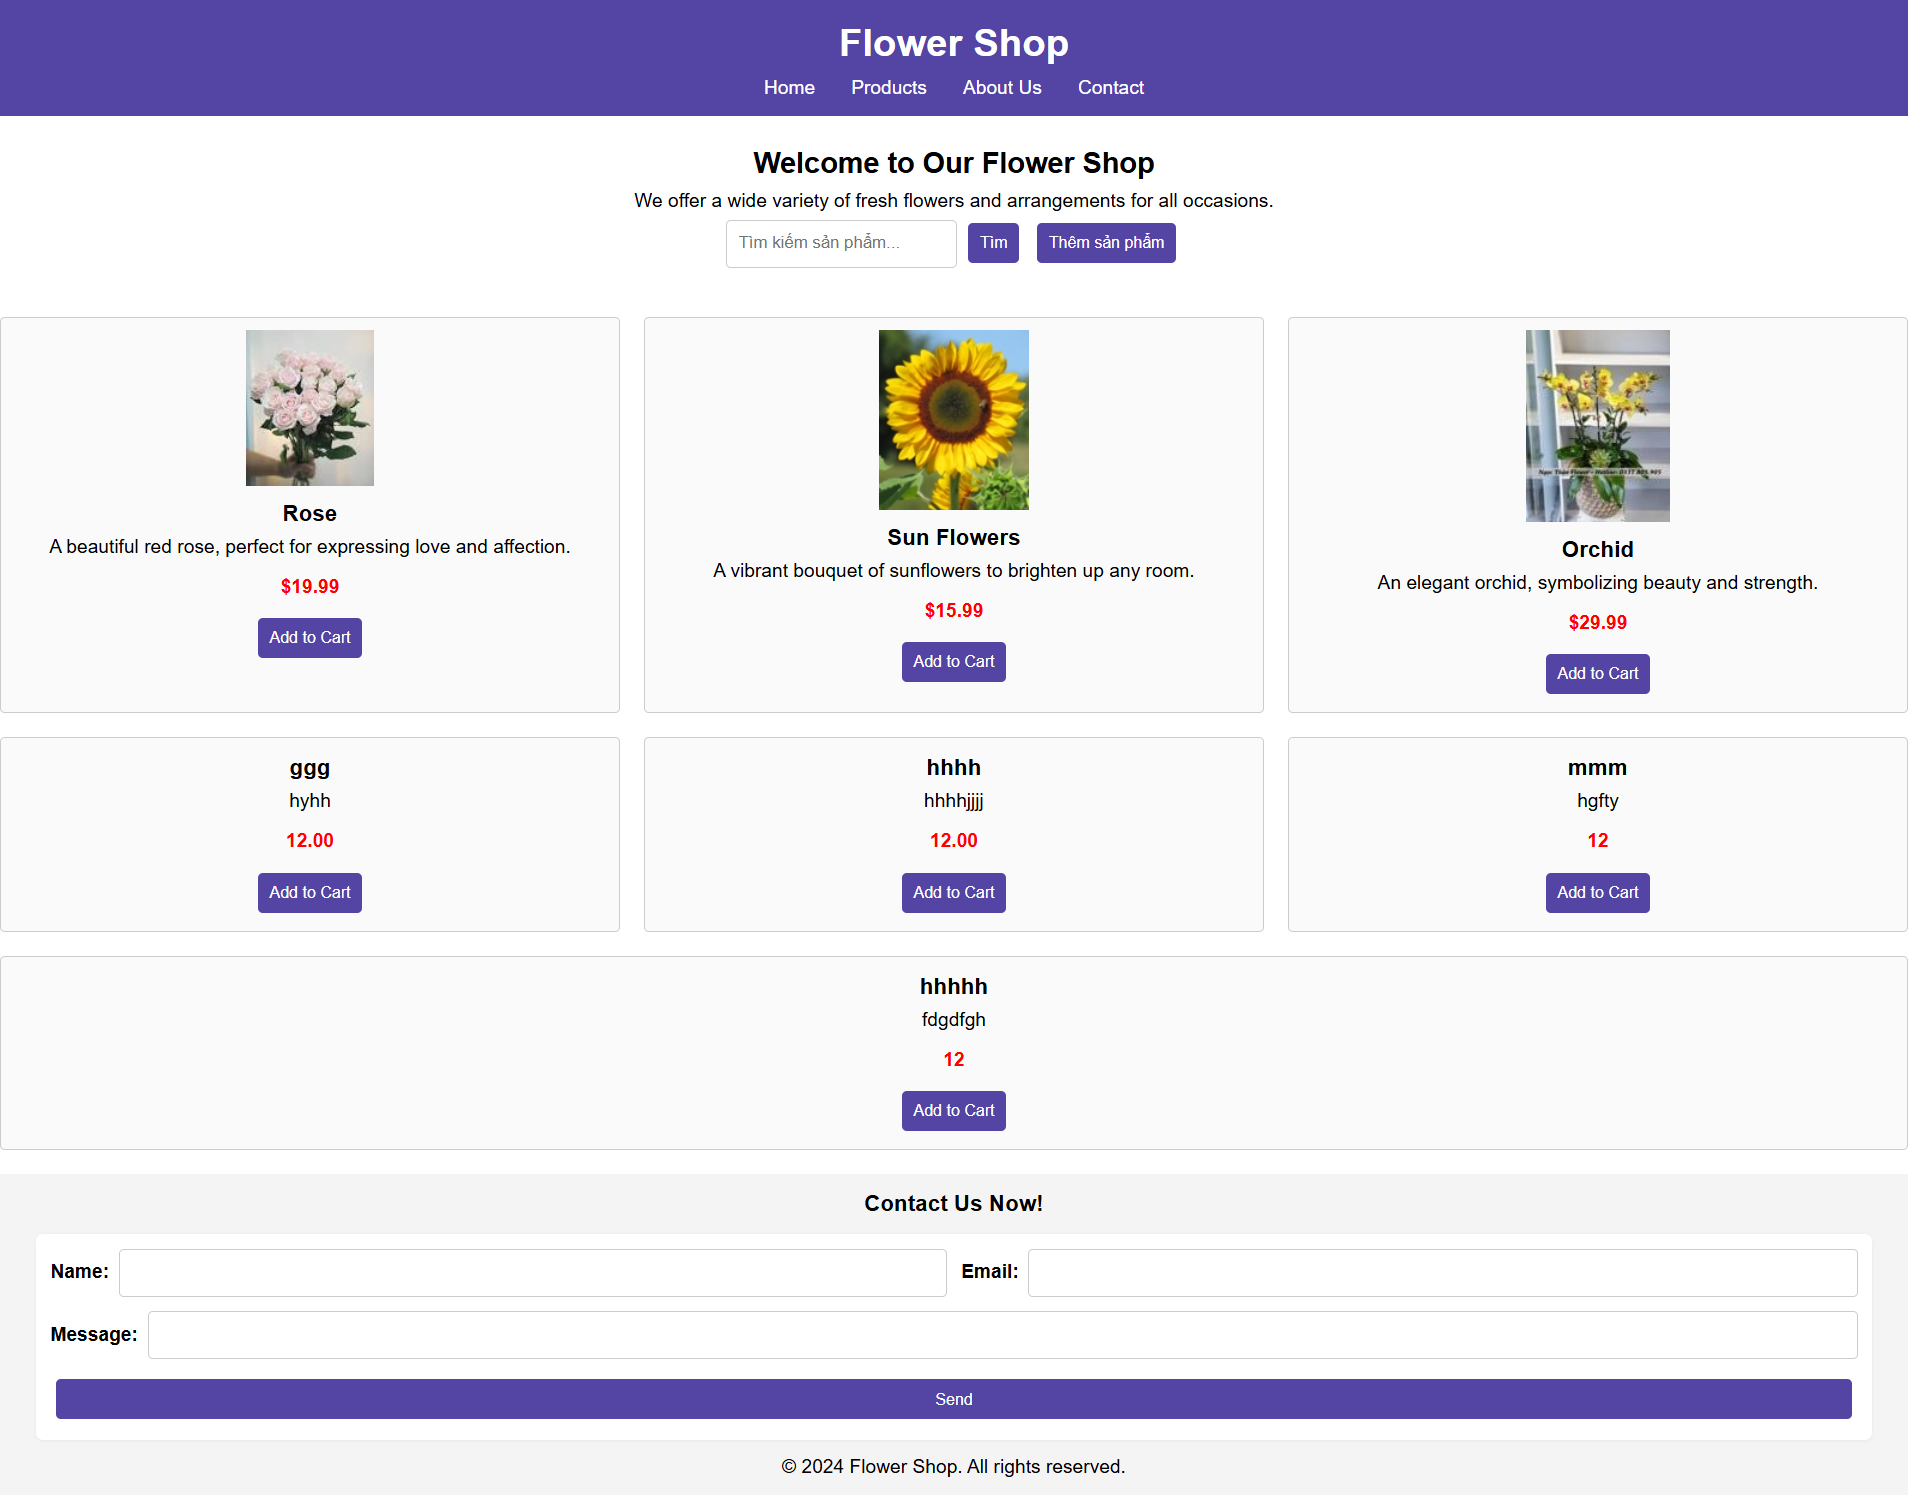 Flower Shop
Home Products About Us Contact
Welcome to Our Flower Shop
We offer a wide variety of fresh flowers and arrangements for all occasions.
Tìm kiếm sản phẩm... Tìm Thêm sản phẩm
Rose
A beautiful red rose, perfect for expressing love and affection.
$19.99
Add to Cart
Sun Flowers
A vibrant bouquet of sunflowers to brighten up any room.
$15.99
Add to Cart
Orchid
An elegant orchid, symbolizing beauty and strength.
$29.99
Add to Cart
ggg
hyhh
12.00
Add to Cart
hhhh
hhhhjjjj
12.00
Add to Cart
mmm
hgfty
12
Add to Cart
hhhhh
fdgdfgh
12
Add to Cart
Contact Us Now!
Name: Email:
Message:
Send
© 2024 Flower Shop. All rights reserved.